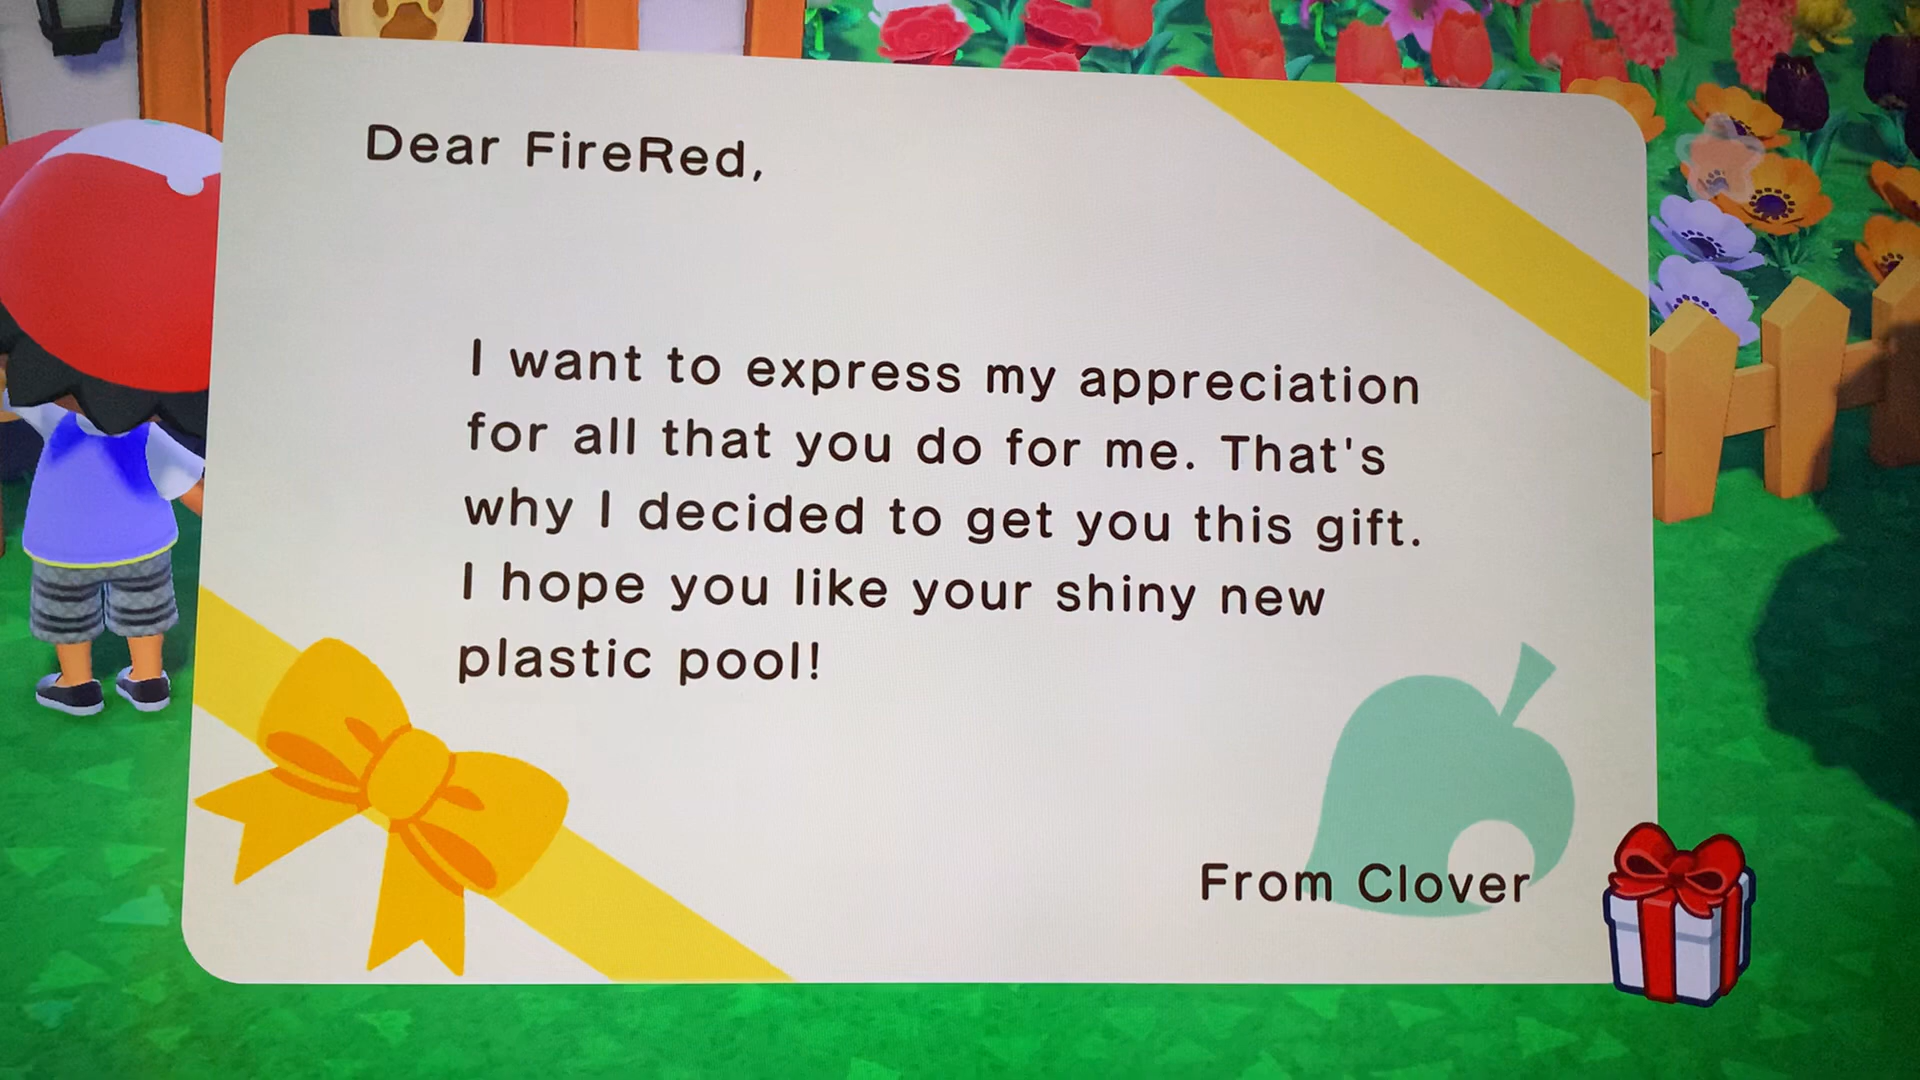 Dear FireRed,
I want to express my appreciation
for all that you do for me. That's
why I decided to get you this gift.
I hope you like your shiny new
plastic pool!
From Clover